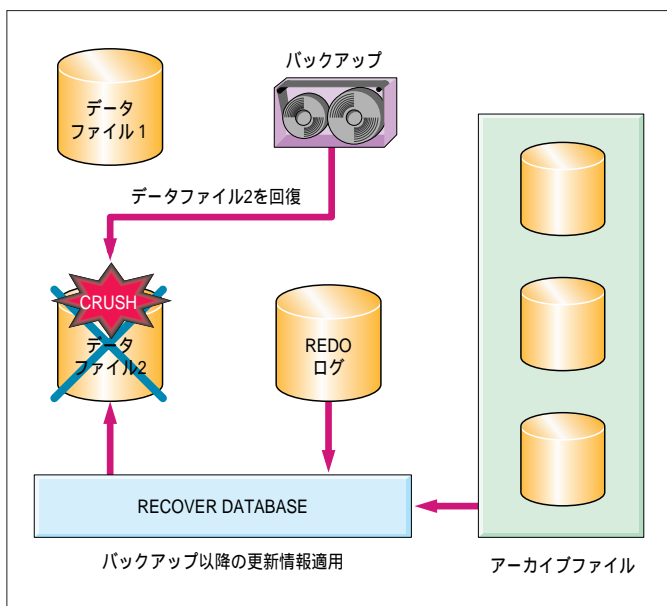 バックアップ
データ
ファイル1
データファイル2を回復
CRUSH
データ
ファイル2
REDO
ログ
RECOVER DATABASE
バックアップ以降の更新情報適用
アーカイブファイル